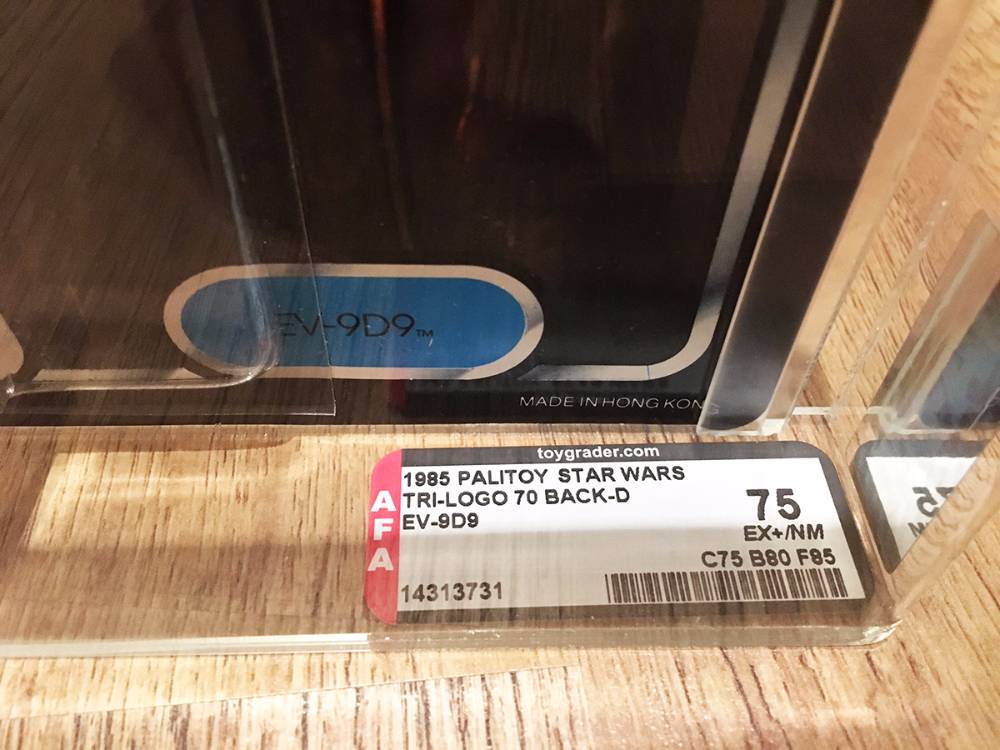 EV-9D9™
MADE IN HONG KONG
toygrader.com
AFA
1985 PALITOY STAR WARS
TRI-LOGO 70 BACK-D
EV-9D9
75
EX+/NM
C75 B80 F85
14313731
75